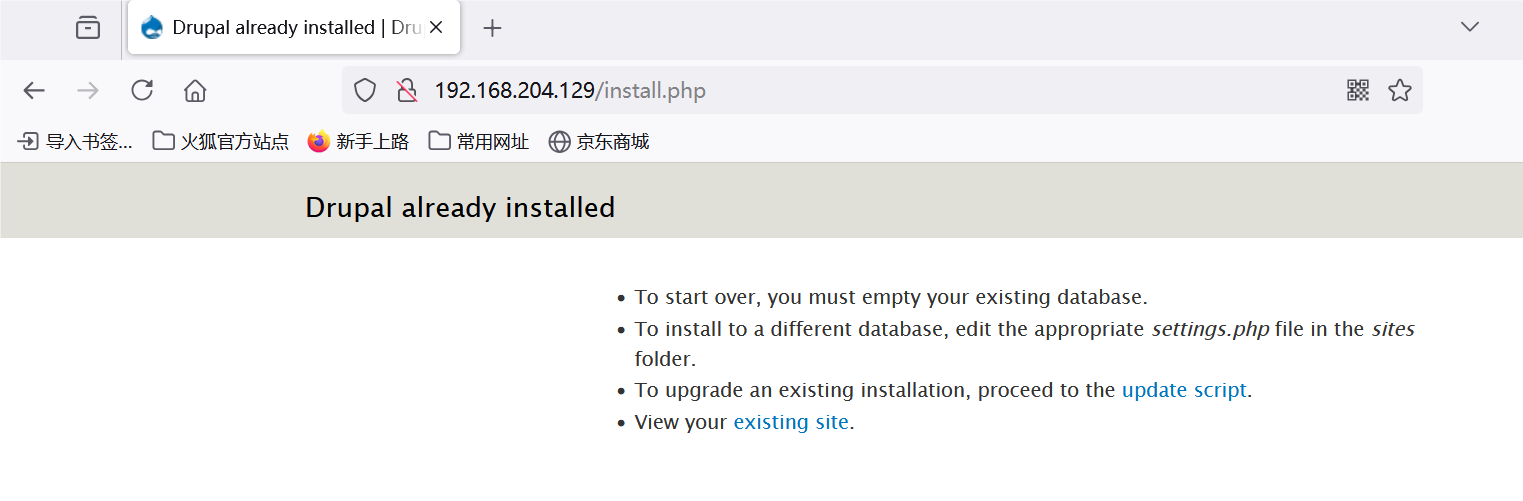 Drupal already installed | Dru
192.168.204.129/install.php
导入书签... 火狐官方站点 新手上路 常用网址 京东商城
Drupal already installed
• To start over, you must empty your existing database.
• To install to a different database, edit the appropriate settings.php file in the sites
folder.
• To upgrade an existing installation, proceed to the update script.
• View your existing site.